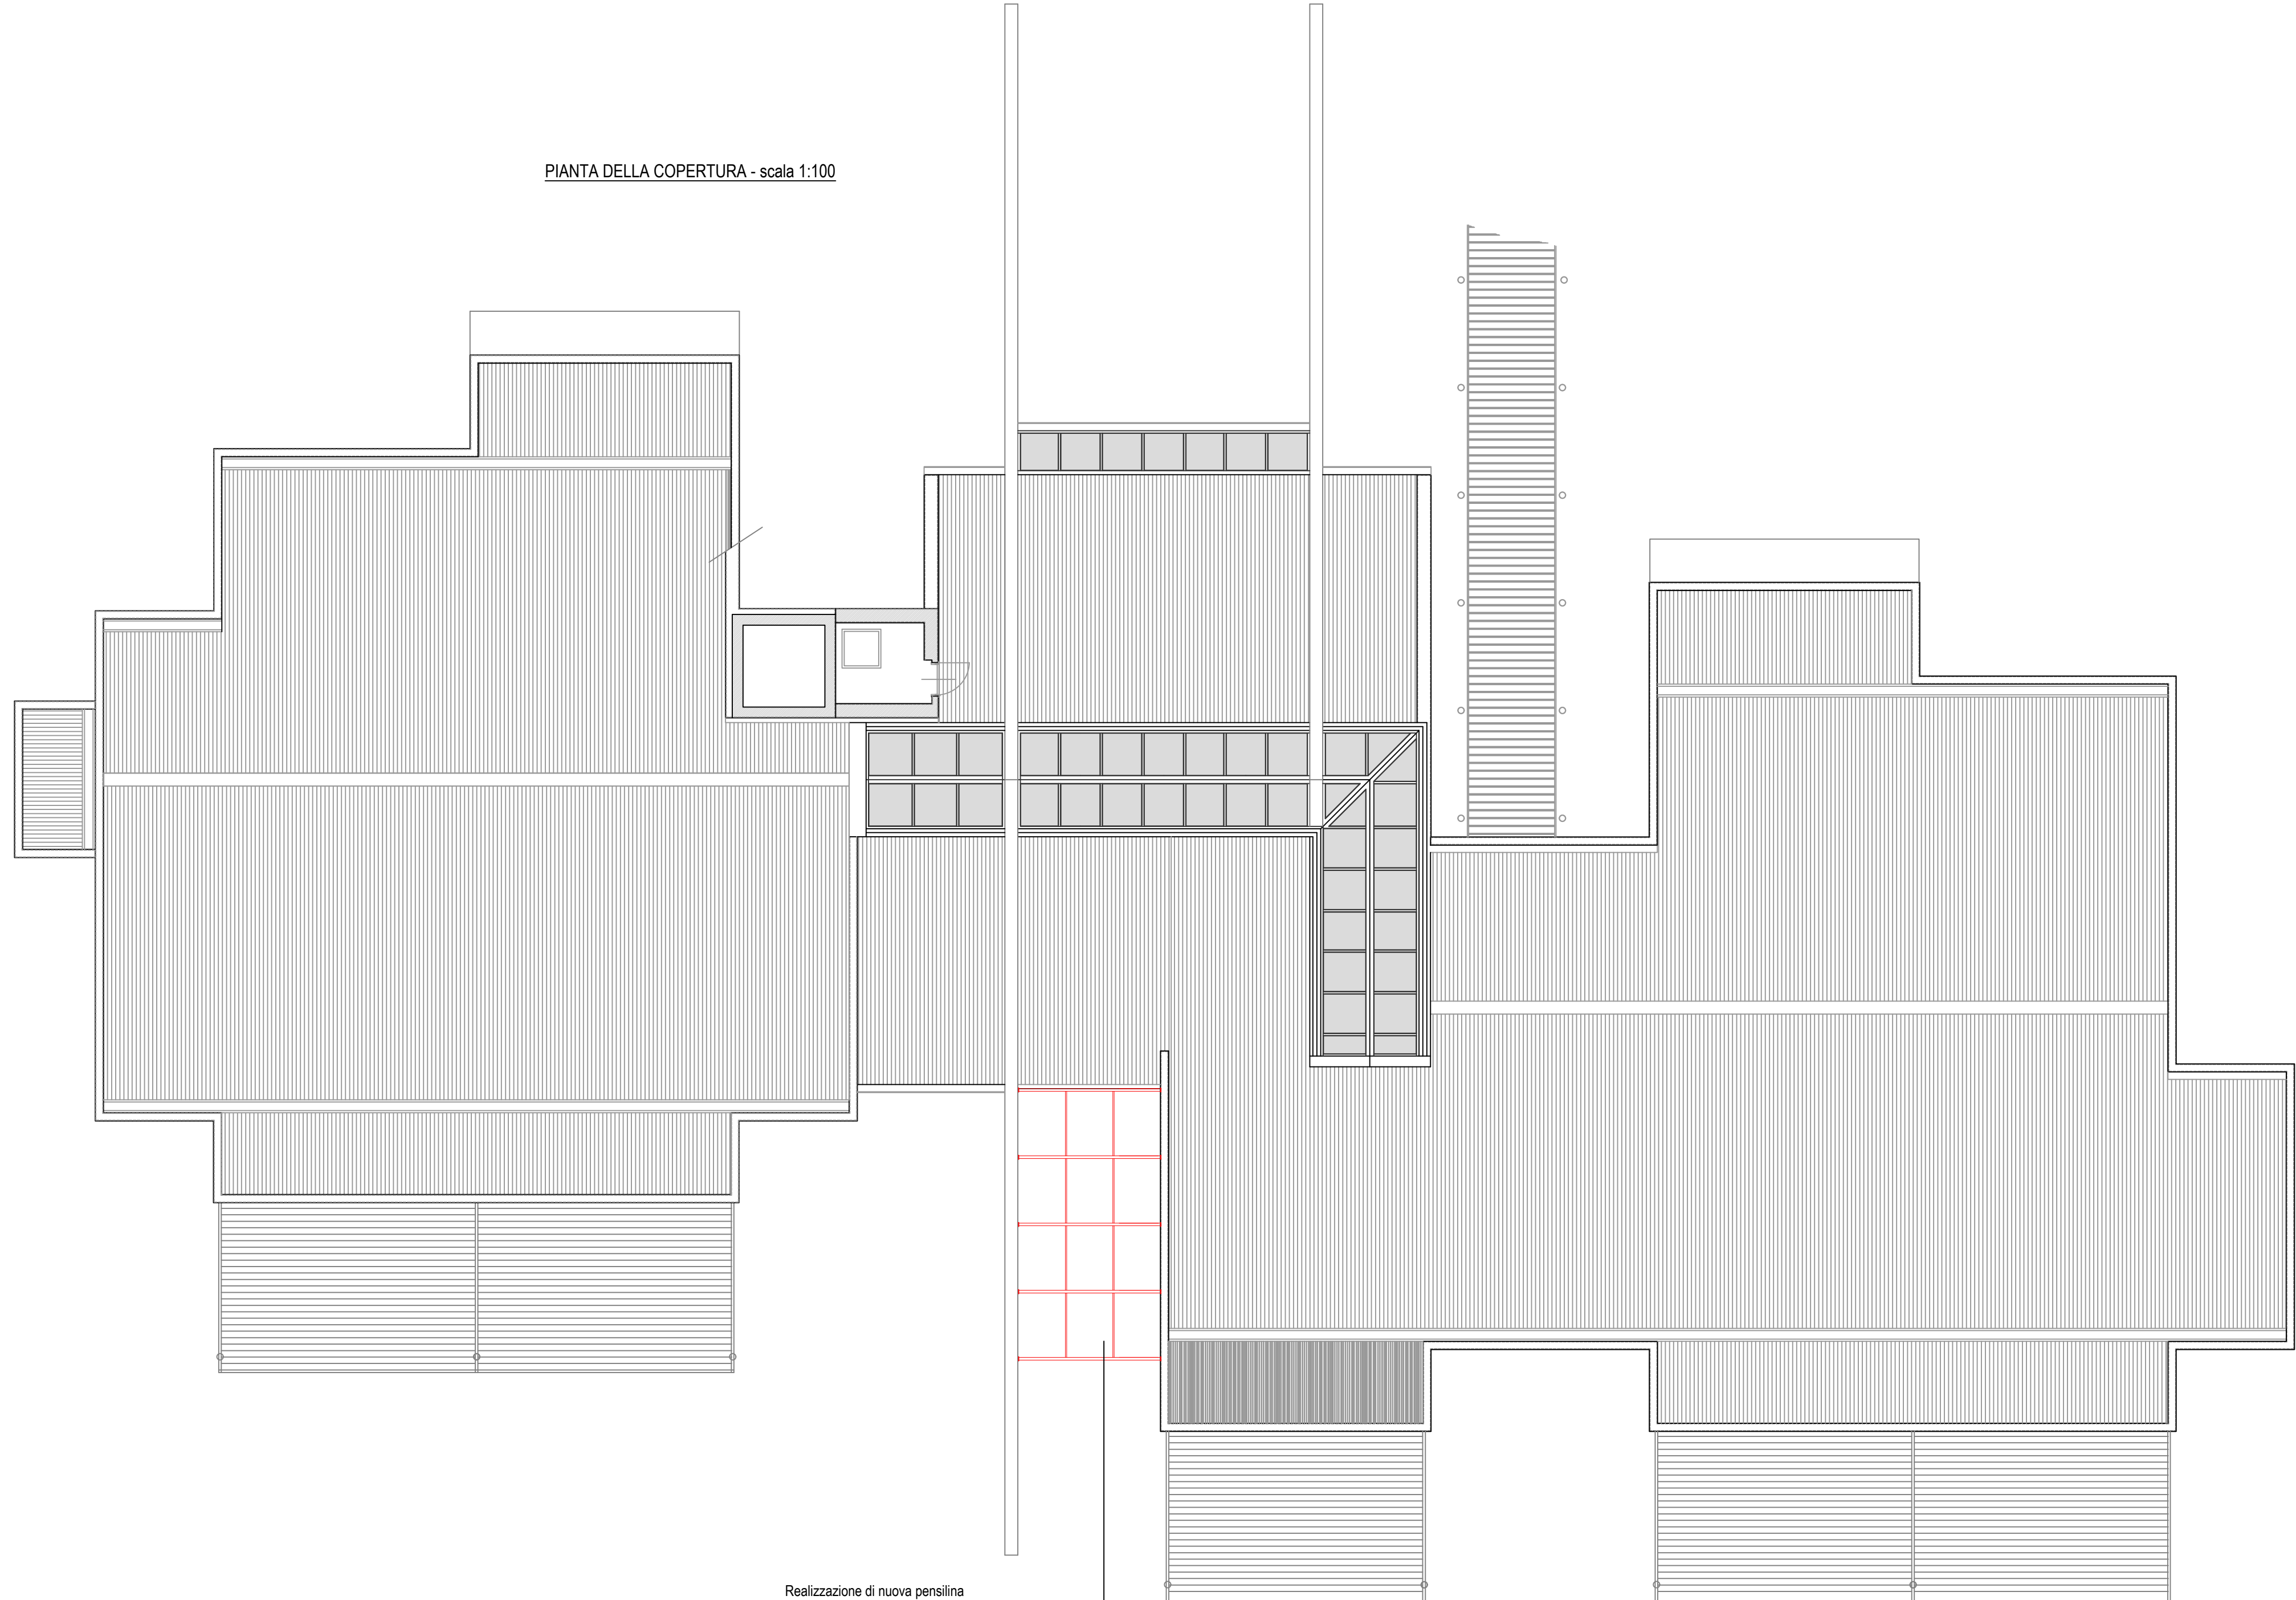 PIANTA DELLA COPERTURA - scala 1:100
Realizzazione di nuova pensilina